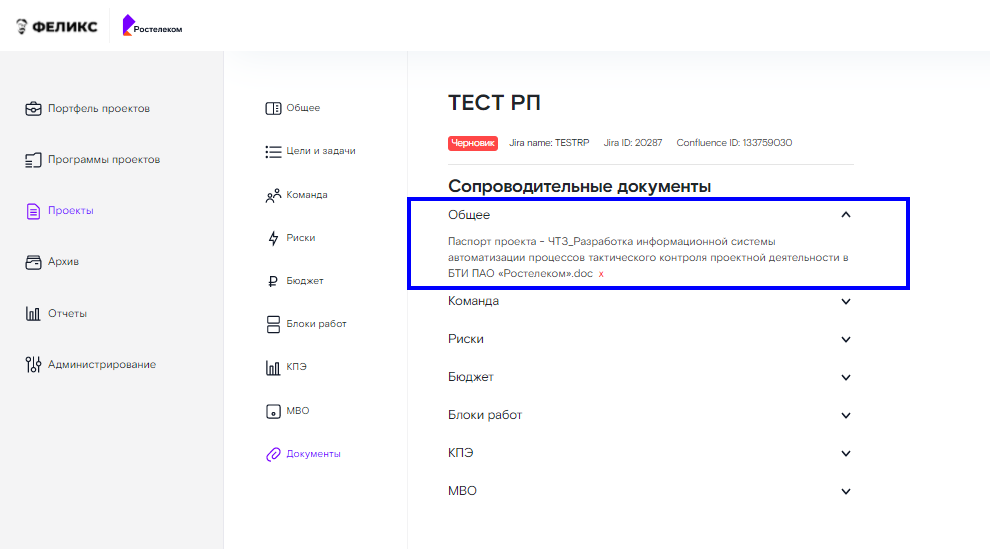 ФЕЛИКС
Ростелеком
Портфель проектов
Программы проектов
Проекты
Архив
Отчеты
Администрирование
Общее
Цели и задачи
Команда
Риски
Бюджет
Блоки работ
КПЭ
МВО
Документы
ТЕСТ РП
Черновик Jira name: TESTRP Jira ID: 20287 Confluence ID: 133759030
Сопроводительные документы
Общее
Паспорт проекта - ЧТЗ_Разработка информационной системы
автоматизации процессов тактического контроля проектной деятельности в
БТИ ПАО «Ростелеком».doc x
Команда
Риски
Бюджет
Блоки работ
КПЭ
МВО